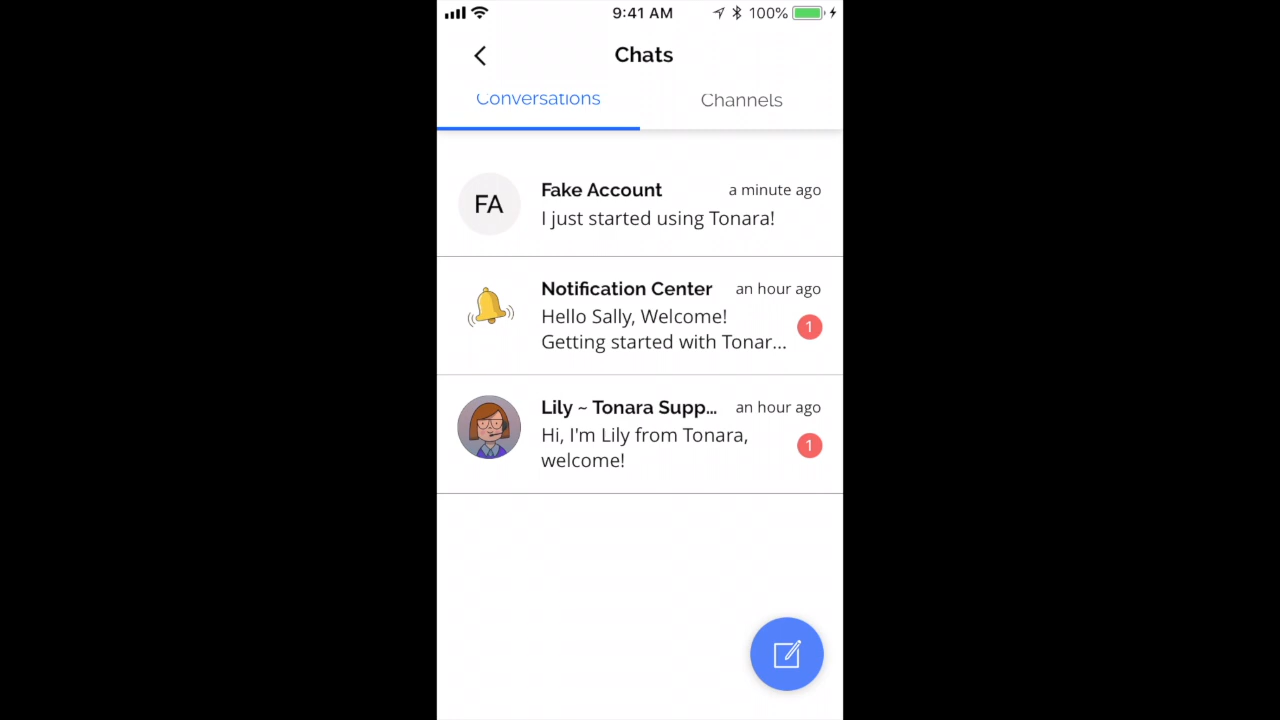 9:41 AM 100%
Chats
Conversations Channels
FA
Fake Account a minute ago
I just started using Tonara!
Notification Center an hour ago
Hello Sally, Welcome!
Getting started with Tonar...
1
Lily ~ Tonara Supp... an hour ago
Hi, I'm Lily from Tonara,
welcome!
1